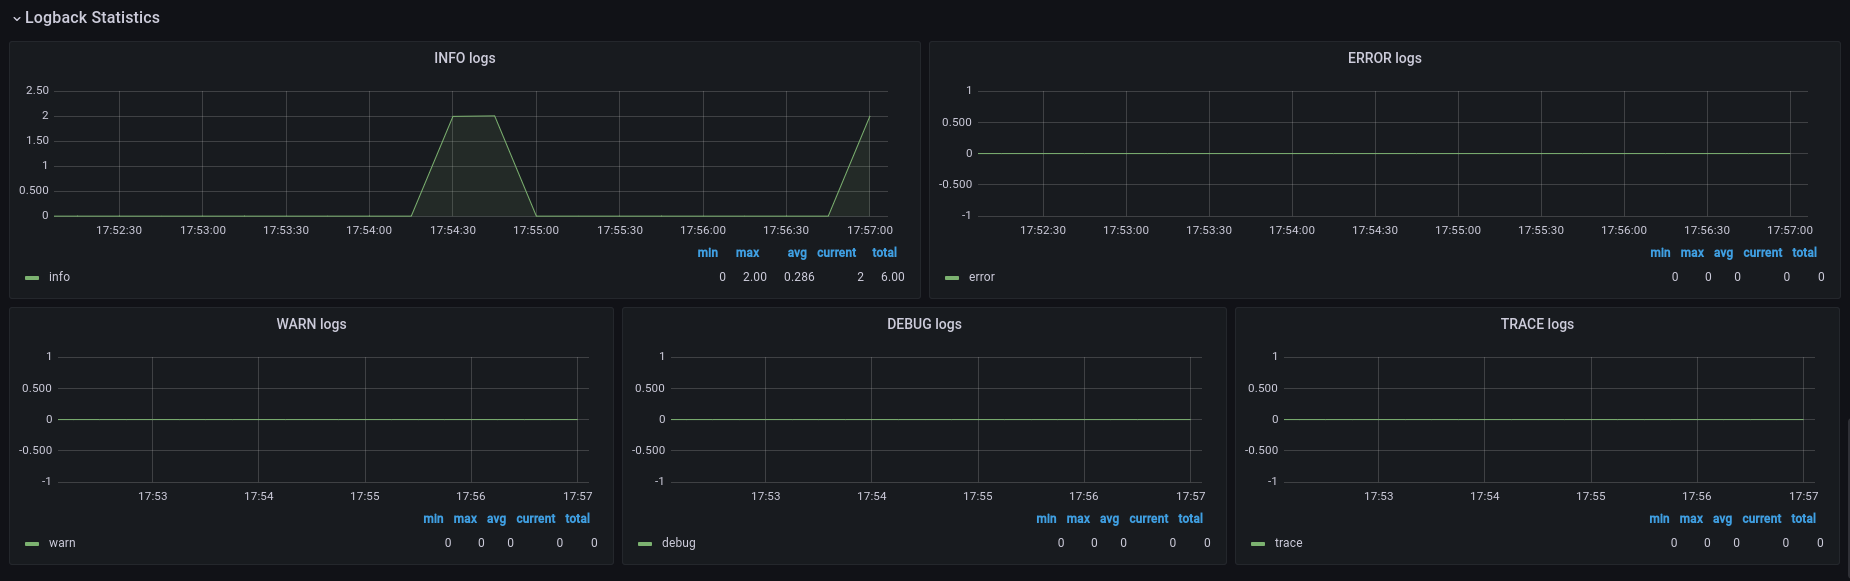 Logback Statistics
INFO logs
2.50
2
1.50
1
0.500
0
17:52:30 17:53:00 17:53:30 17:54:00 17:54:30 17:55:00 17:55:30 17:56:00 17:56:30 17:57:00
min max avg current total
info 0 2.00 0.286 2 6.00
ERROR logs
1
0.500
0
-0.500
-1
17:52:30 17:53:00 17:53:30 17:54:00 17:54:30 17:55:00 17:55:30 17:56:00 17:56:30 17:57:00
min max avg current total
error 0 0 0 0 0
WARN logs
1
0.500
0
-0.500
-1
17:53 17:54 17:55 17:56 17:57
min max avg current total
warn 0 0 0 0 0
DEBUG logs
1
0.500
0
-0.500
-1
17:53 17:54 17:55 17:56 17:57
min max avg current total
debug 0 0 0 0 0
TRACE logs
1
0.500
0
-0.500
-1
17:53 17:54 17:55 17:56 17:57
min max avg current total
trace 0 0 0 0 0